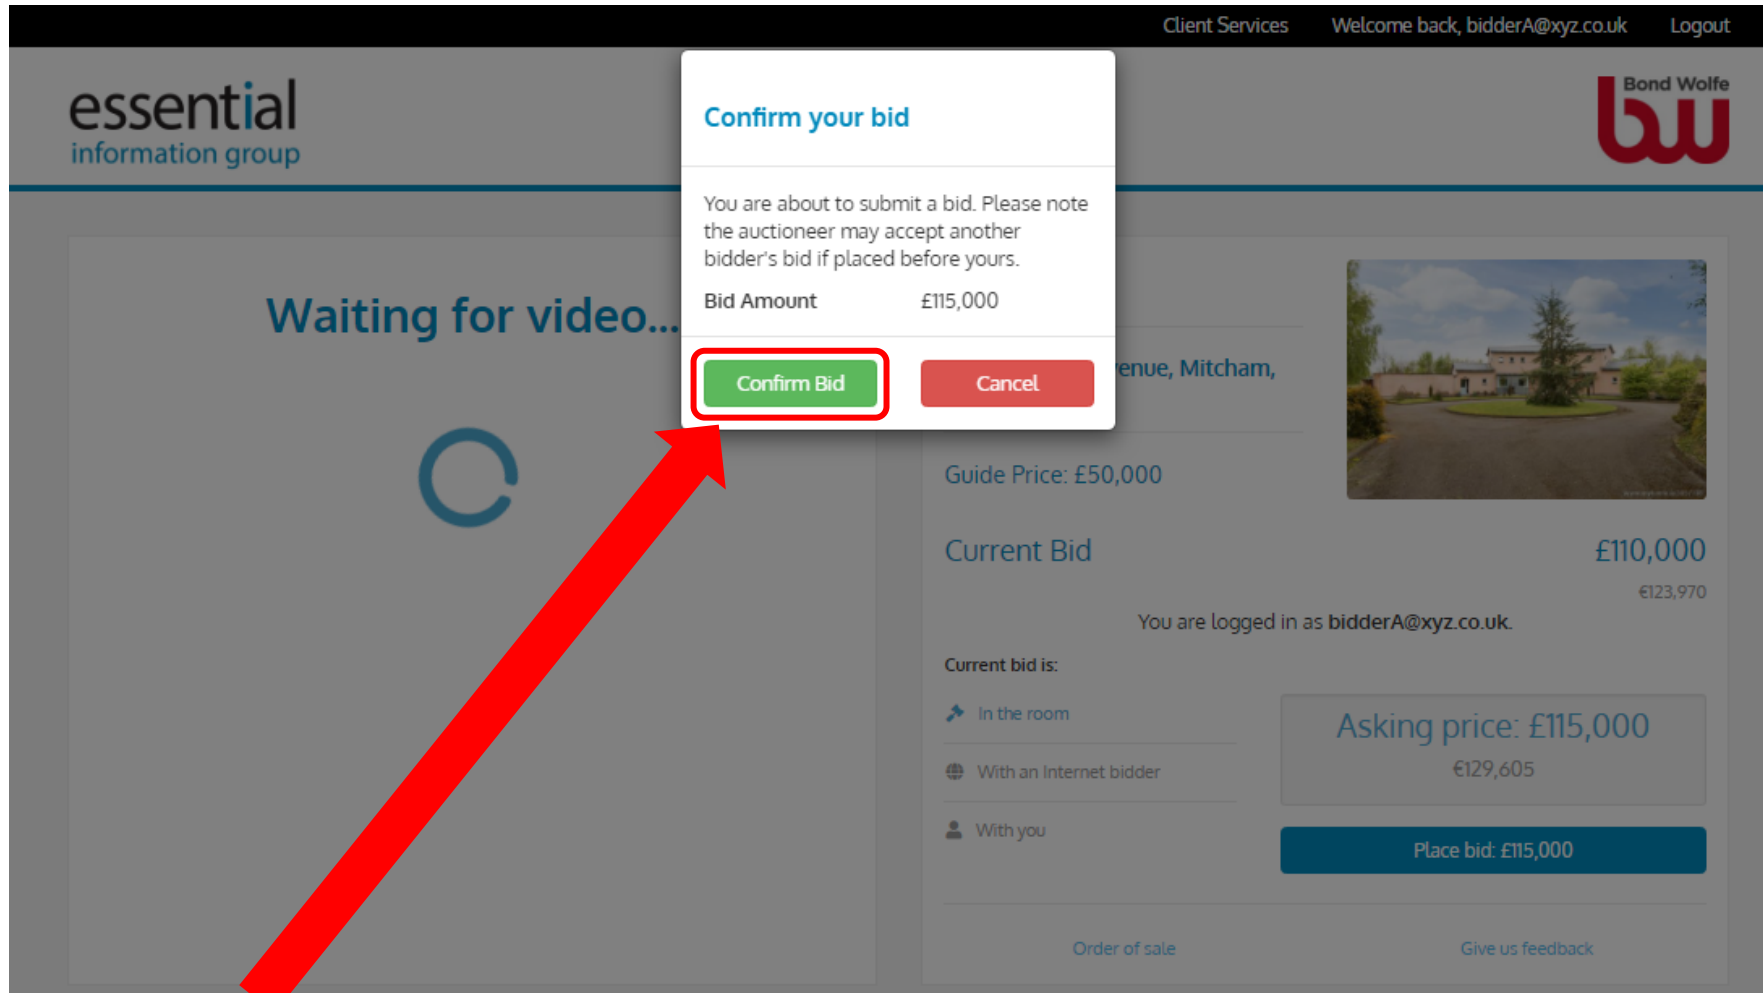 Client Services Welcome back, bidderA@xyz.co.uk Logout
essential
information group
Bond Wolfe
bw
Confirm your bid
You are about to submit a bid. Please note
the auctioneer may accept another
bidder's bid if placed before yours.
Bid Amount £115,000
Confirm Bid Cancel
Waiting for video...
enue, Mitcham,
Guide Price: £50,000
Current Bid £110,000
€123,970
You are logged in as bidderA@xyz.co.uk.
Current bid is:
In the room
With an Internet bidder
With you
Asking price: £115,000
€129,605
Place bid: £115,000
Order of sale Give us feedback